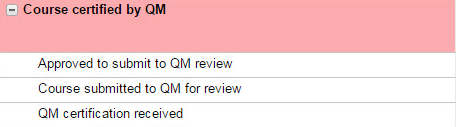 Course certified by QM
Approved to submit to QM review
Course submitted to QM for review
QM certification received